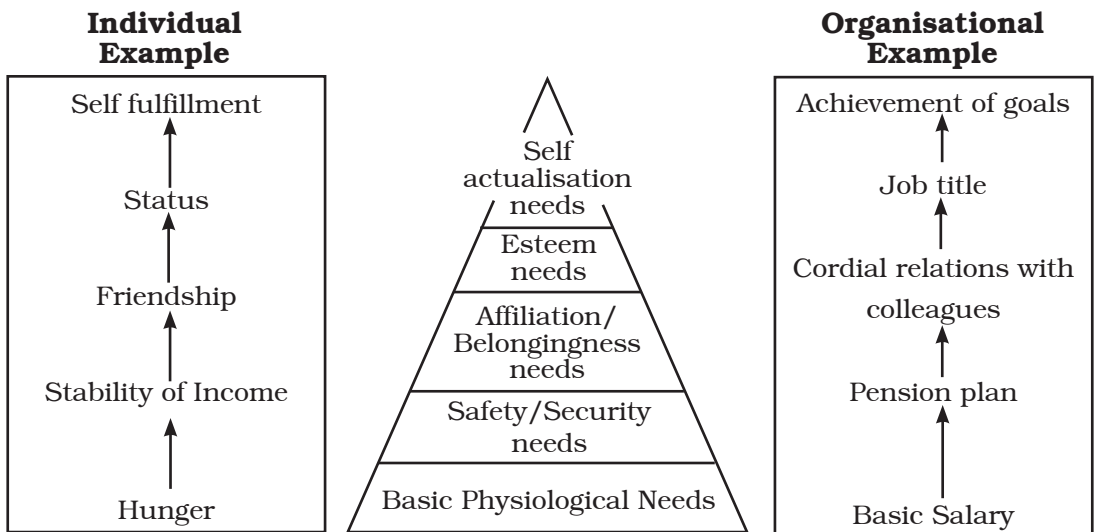 Individual
Example
Self fulfillment
Status
Friendship
Stability of Income
Hunger
Self
actualisation
needs
Esteem
needs
Affiliation/
Belongingness
needs
Safety/Security
needs
Basic Physiological Needs
Organisational
Example
Achievement of goals
Job title
Cordial relations with
colleagues
Pension plan
Basic Salary